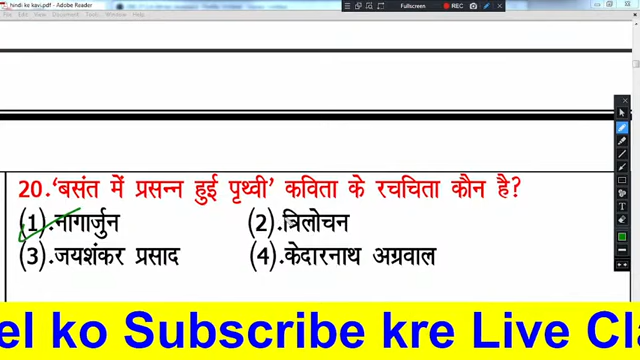 hindi ke kavi.pdf - Adobe Reader
File Edit View Document Tools Window Help
Fullscreen REC
20.‘बसंत में प्रसन्न हुई पृथ्वी’ कविता के रचचिता कौन है?
(1).नागार्जुन (2).त्रिलोचन
(3).जयशंकर प्रसाद (4).केदारनाथ अग्रवाल
el ko Subscribe kre Live Cla